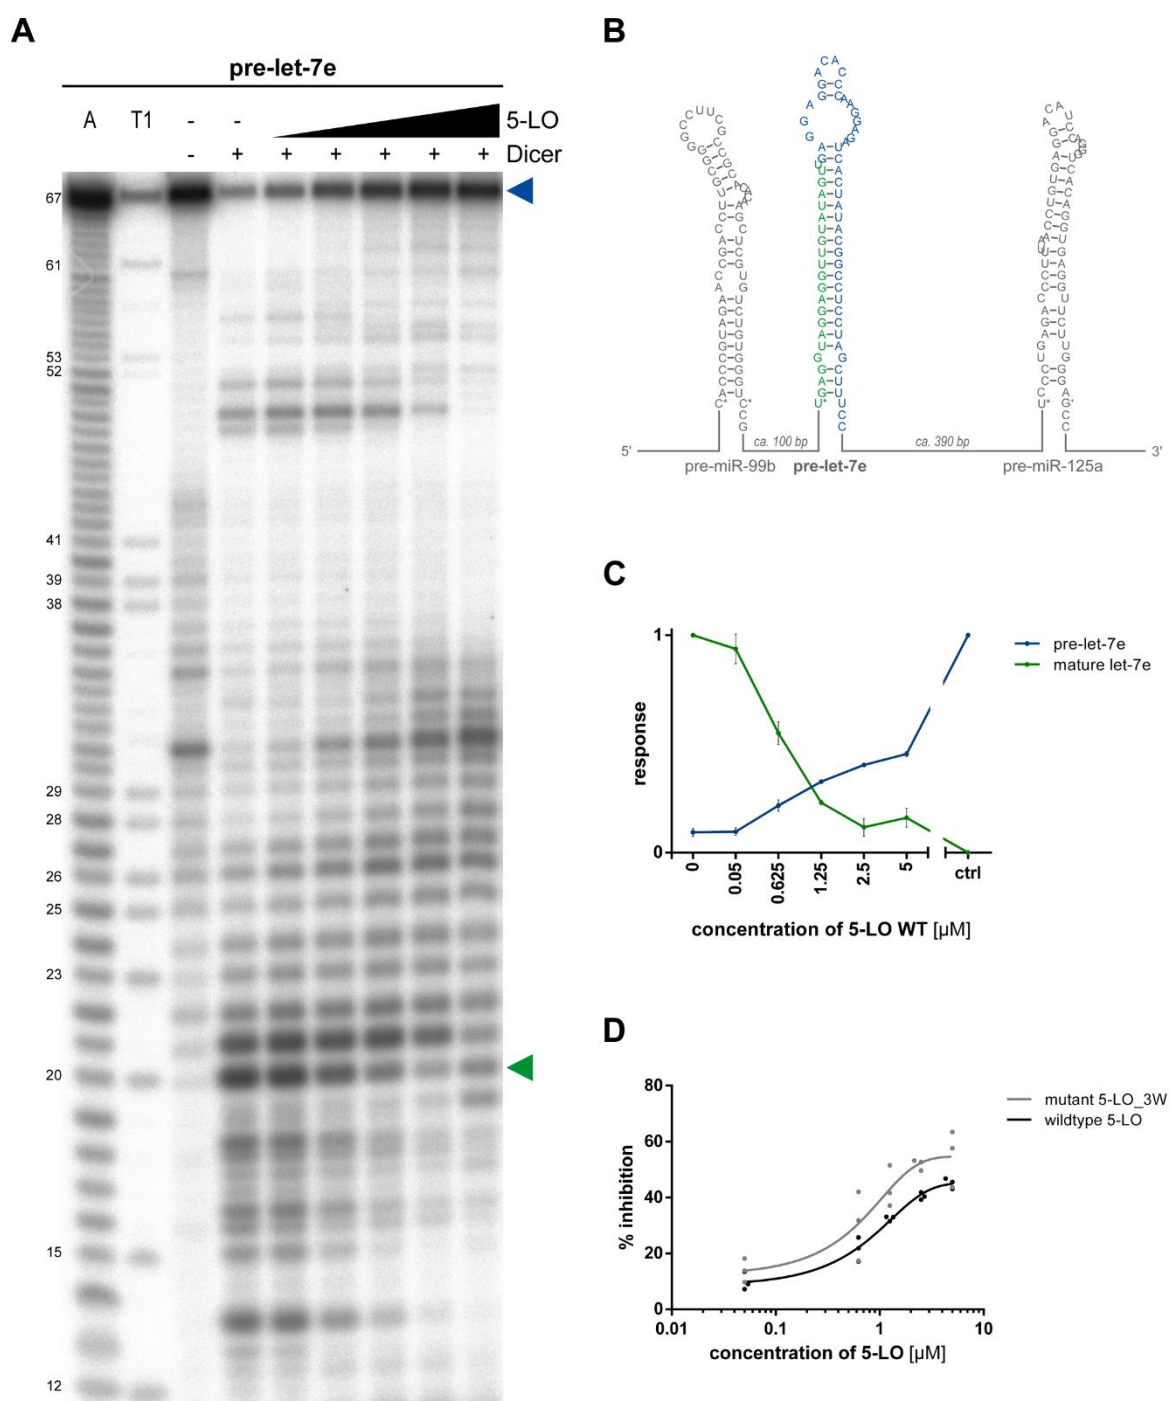 A
pre-let-7e
A T1 - - 5-LO
- + + + + + + Dicer
67
61
53
52
41
39
38
29
28
26
25
23
20
15
12
B
5' ca. 100 bp ca. 390 bp 3'
pre-miR-99b pre-let-7e pre-miR-125a
C
1
0
response
pre-let-7e
mature let-7e
0 0.05 0.625 1.25 2.5 5 ctrl
concentration of 5-LO WT [µM]
D
80
60
40
20
0
% inhibition
mutant 5-LO_3W
wildtype 5-LO
0.01 0.1 1 10
concentration of 5-LO [µM]